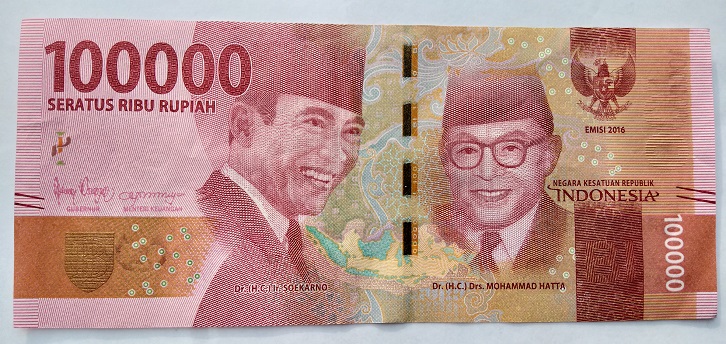 100000
SERATUS RIBU RUPIAH
EMISI 2016
NEGARA KESATUAN REPUBLIK
INDONESIA
GUBERNUR
MENTERI KEUANGAN
100000
Dr. (H.C.) Ir. SOEKARNO
Dr. (H.C.) Drs. MOHAMMAD HATTA